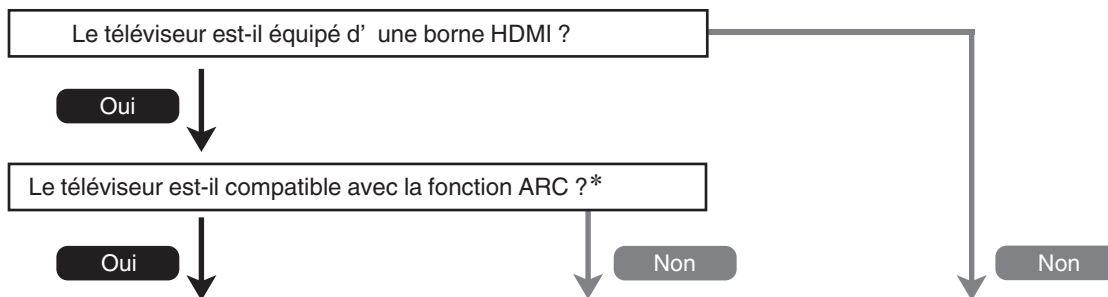 Le téléviseur est-il équipé d' une borne HDMI ?
Oui
Le téléviseur est-il compatible avec la fonction ARC ?*
Oui
Non
Non